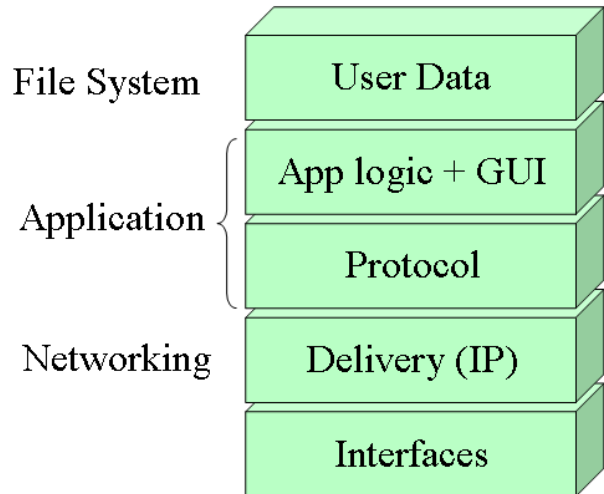 File System
User Data
App logic + GUI
Application
Protocol
Networking
Delivery (IP)
Interfaces